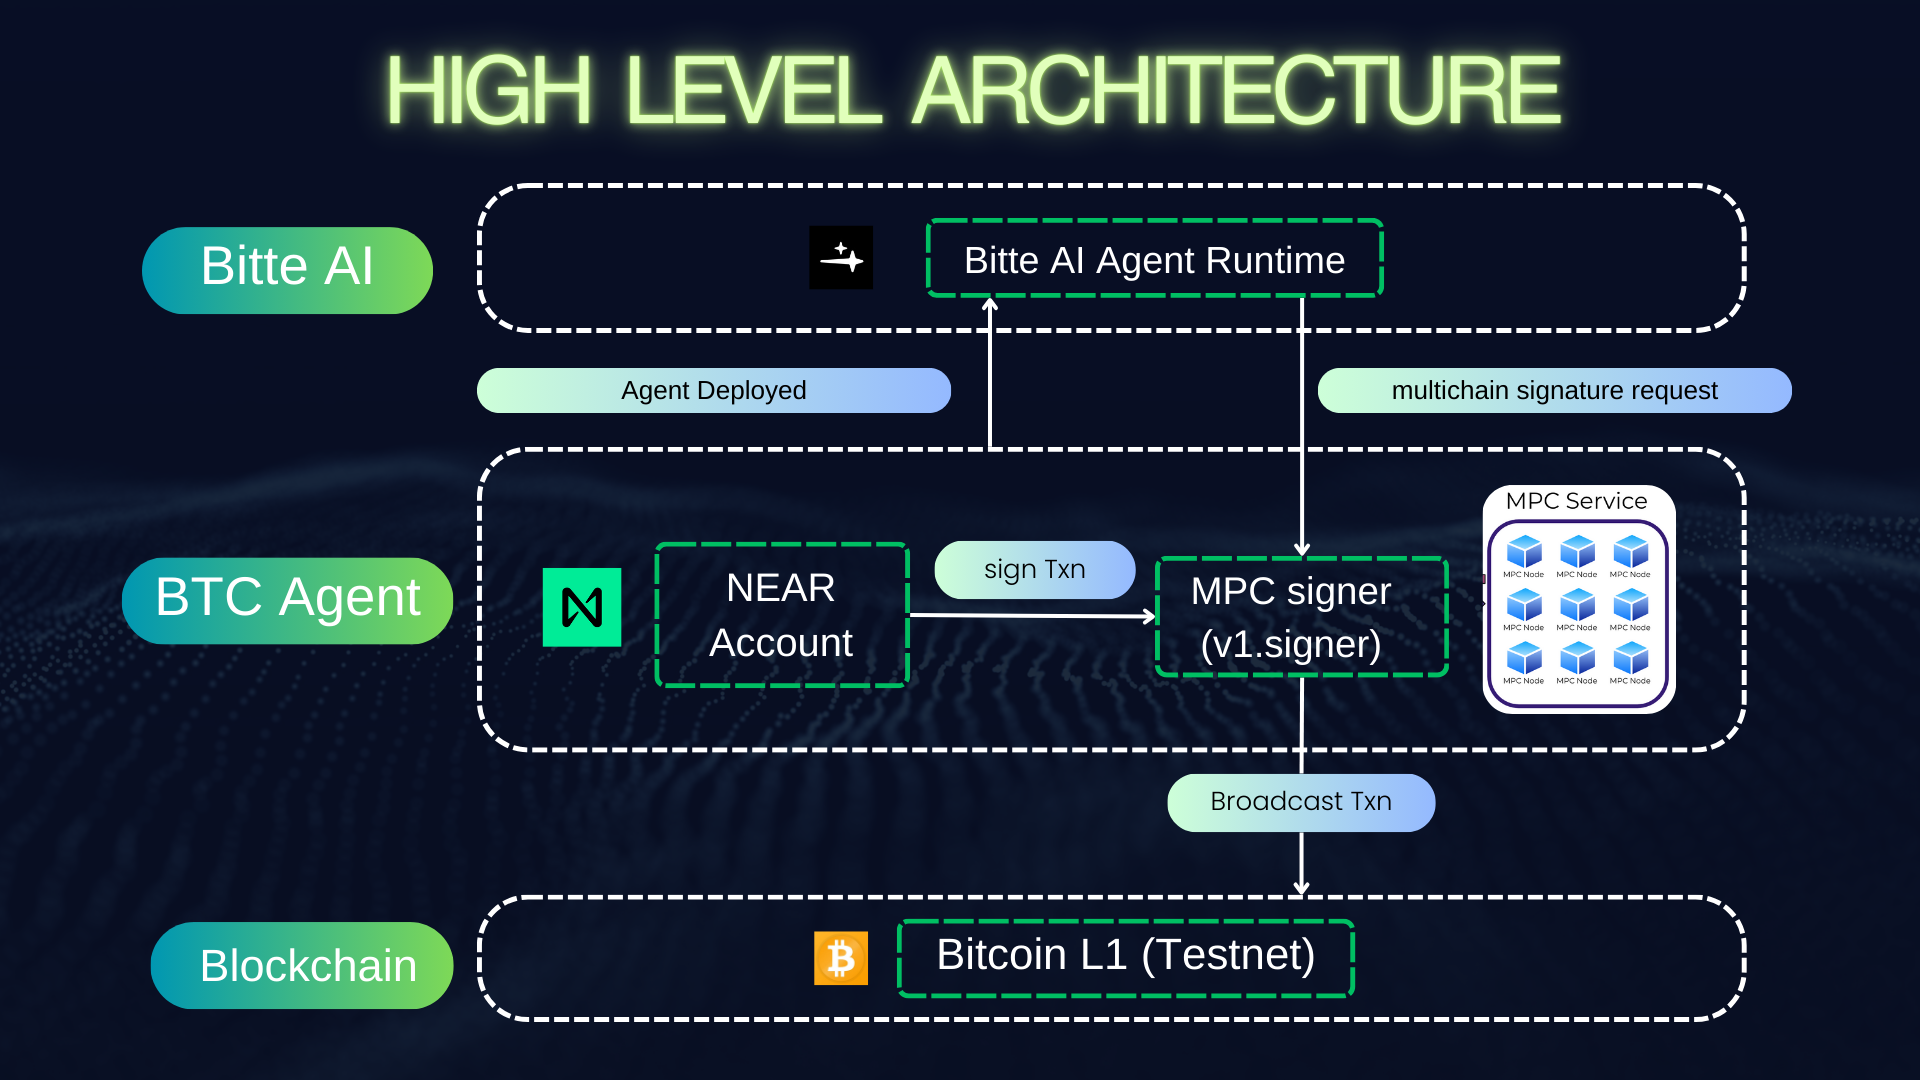 HIGH LEVEL ARCHITECTURE
Bitte AI
Bitte AI Agent Runtime
Agent Deployed
multichain signature request
BTC Agent
NEAR
Account
sign Txn
MPC signer
(v1.signer)
MPC Service
MPC Node MPC Node MPC Node
MPC Node MPC Node MPC Node
MPC Node MPC Node MPC Node
Broadcast Txn
Blockchain
Bitcoin L1 (Testnet)